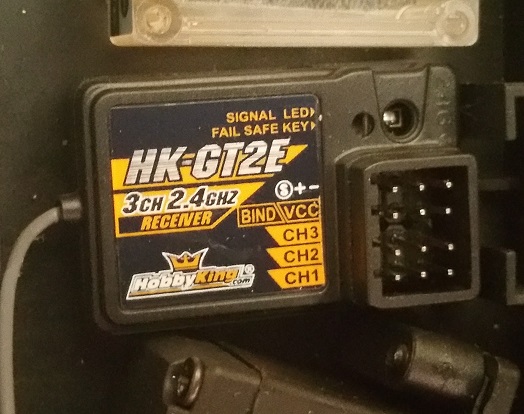 SIGNAL LED
FAIL SAFE KEY
HK-GT2E
3CH 2.4GHZ
RECEIVER
S + -
BIND/VCC
CH3
CH2
CH1
HobbyKing®
.com